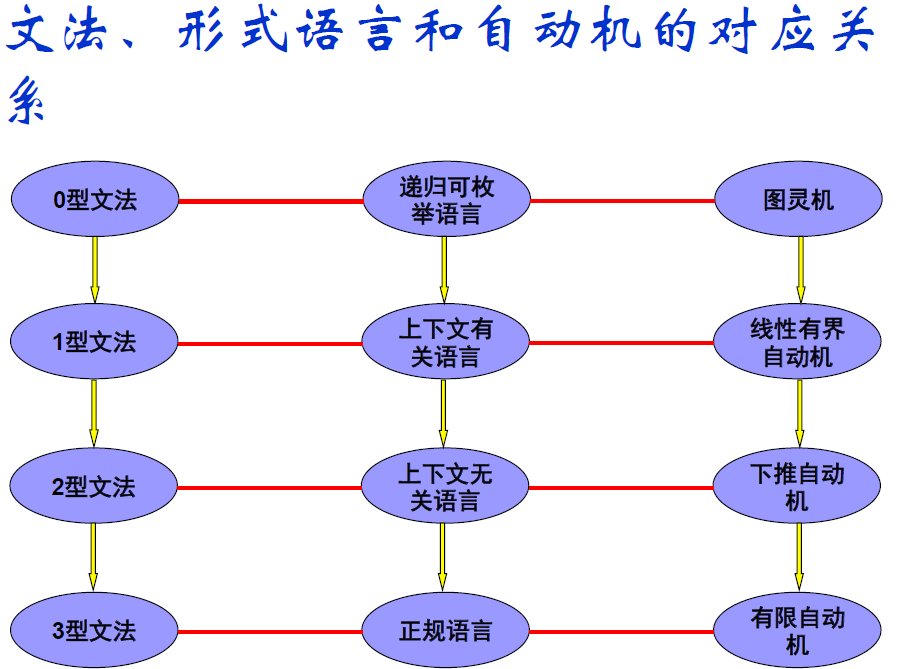 文法、形式语言和自动机的对应关
系
0型文法
递归可枚
举语言
图灵机
1型文法
上下文有
关语言
线性有界
自动机
2型文法
上下文无
关语言
下推自动
机
3型文法
正规语言
有限自动
机